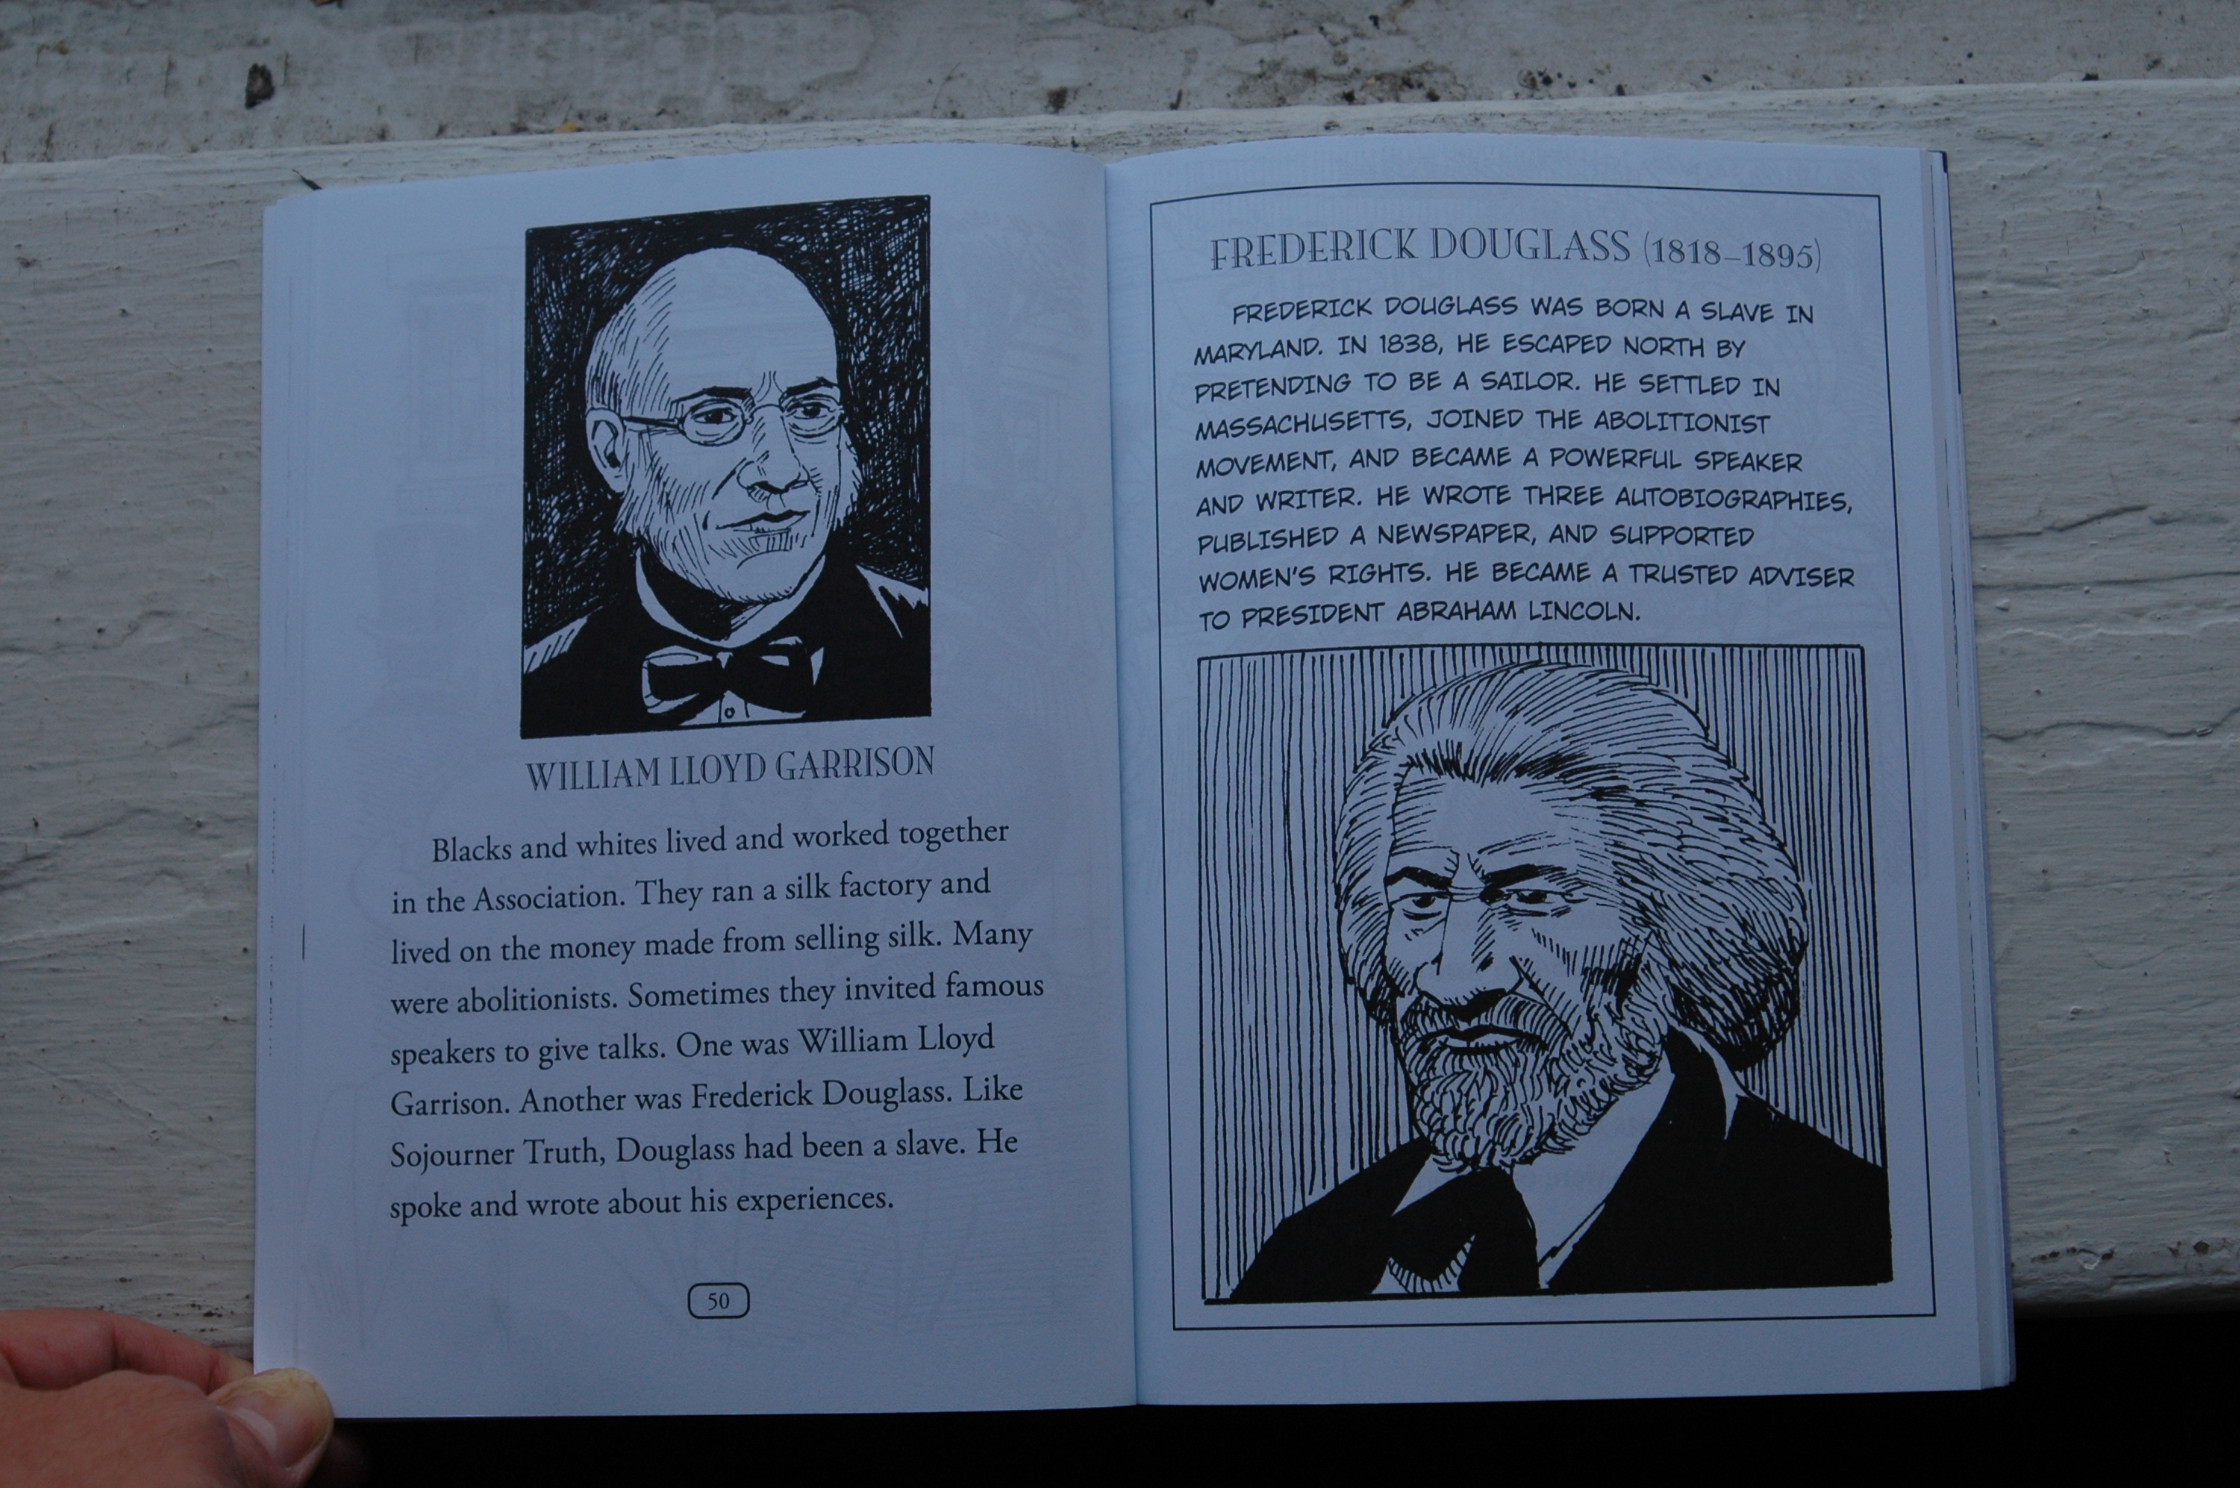 WILLIAM LLOYD GARRISON
Blacks and whites lived and worked together
in the Association. They ran a silk factory and
lived on the money made from selling silk. Many
were abolitionists. Sometimes they invited famous
speakers to give talks. One was William Lloyd
Garrison. Another was Frederick Douglass. Like
Sojourner Truth, Douglass had been a slave. He
spoke and wrote about his experiences.
50
FREDERICK DOUGLASS (1818–1895)
FREDERICK DOUGLASS WAS BORN A SLAVE IN
MARYLAND. IN 1838, HE ESCAPED NORTH BY
PRETENDING TO BE A SAILOR. HE SETTLED IN
MASSACHUSETTS, JOINED THE ABOLITIONIST
MOVEMENT, AND BECAME A POWERFUL SPEAKER
AND WRITER. HE WROTE THREE AUTOBIOGRAPHIES,
PUBLISHED A NEWSPAPER, AND SUPPORTED
WOMEN'S RIGHTS. HE BECAME A TRUSTED ADVISER
TO PRESIDENT ABRAHAM LINCOLN.